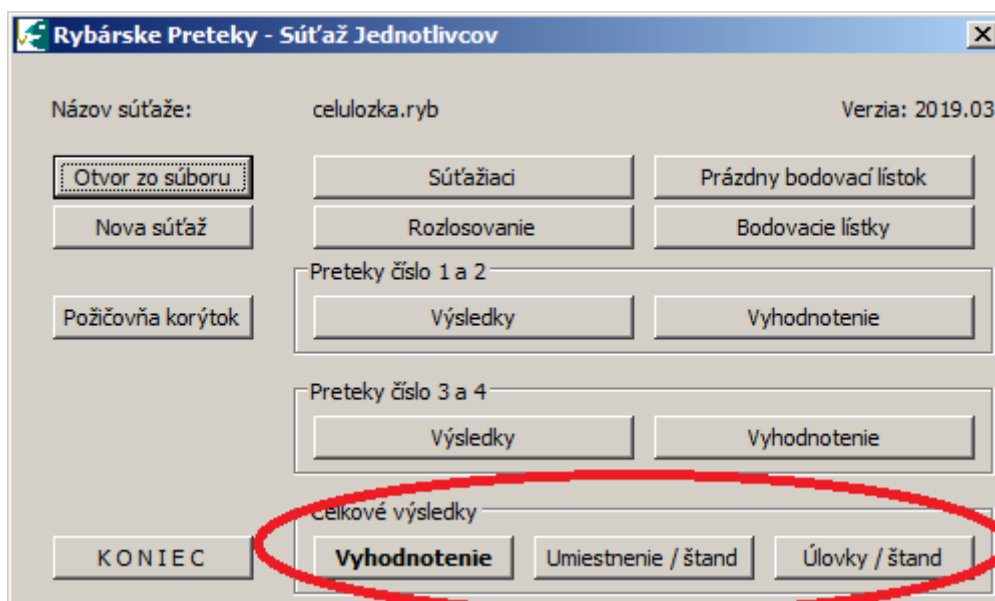 Rybárske Preteky - Súťaž Jednotlivcov
Názov súťaže: celulozka.ryb Verzia: 2019.03
Otvor zo súboru Súťažiaci Prázdny bodovací lístok
Nova súťaž Rozlosovanie Bodovacie lístky
Preteky číslo 1 a 2
Požičovňa korýtok Výsledky Vyhodnotenie
Preteky číslo 3 a 4
Výsledky Vyhodnotenie
Celkové výsledky
KONIEC Vyhodnotenie Umiestnenie / štand Úlovky / štand